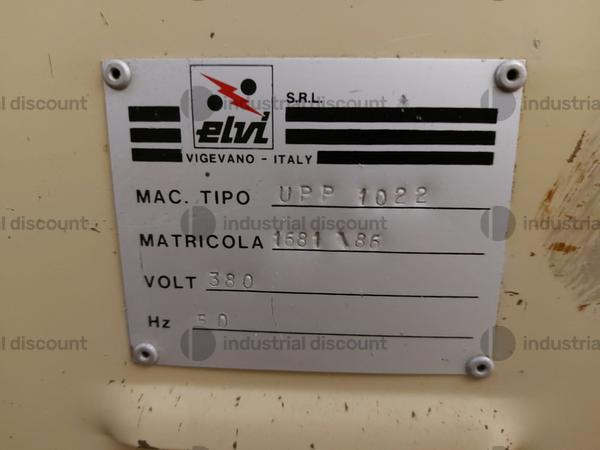 elvi S.R.L.
VIGEVANO - ITALY
MAC. TIPO UPP 1022
MATRICOLA 1681 \86
VOLT 380
Hz 50
industrial discount
industrial discount
industrial discount
industrial discount
industrial discount
industrial discount
industrial discount
industrial discount
industrial discount